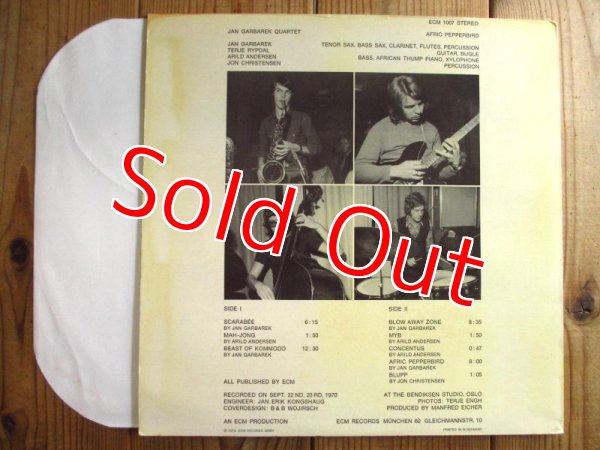 ECM 1007 STEREO
JAN GARBAREK QUARTET
AFRIC PEPPERBIRD
JAN GARBAREK
TENOR SAX, BASS SAX, CLARINET, FLUTES, PERCUSSION
TERJE RYPDAL
GUITAR, BUGLE
ARILD ANDERSEN
BASS, AFRICAN THUMP PIANO, XYLOPHONE
JON CHRISTENSEN
PERCUSSION
Sold Out
SIDE I
SCARABÉE 6:15
BY JAN GARBAREK
MAH-JONG 1:50
BY ARILD ANDERSEN
BEAST OF KOMMODO 12:30
BY JAN GARBAREK
SIDE II
BLOW AWAY ZONE 8:35
BY JAN GARBAREK
MYB 1:50
BY ARILD ANDERSEN
CONCENTUS 0:47
BY ARILD ANDERSEN
AFRIC PEPPERBIRD 8:00
BY JAN GARBAREK
BLUPP 1:05
BY JON CHRISTENSEN
ALL PUBLISHED BY ECM
RECORDED ON SEPT. 22 ND, 23 RD, 1970
ENGINEER: JAN ERIK KONGSHAUG
COVERDESIGN: B & B WOJIRSCH
AT THE BENDIKSEN STUDIO, OSLO
PHOTOS: TERJE ENGH
PRODUCED BY MANFRED EICHER
AN ECM PRODUCTION
ECM RECORDS MÜNCHEN 60 GLEICHMANNSTR. 10
PRINTED IN W. GERMANY